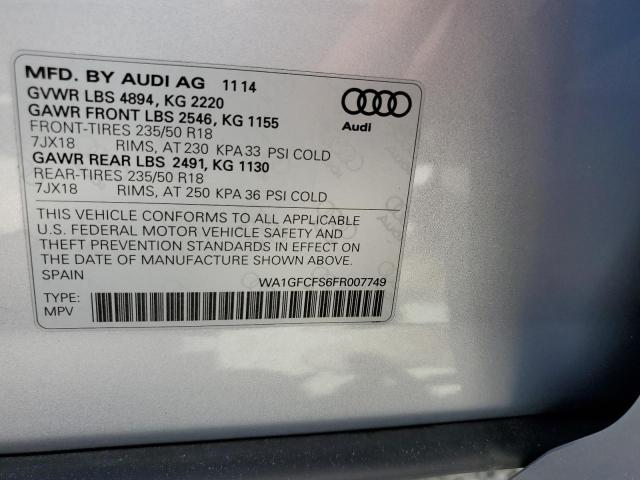 MFD. BY AUDI AG 11 14
GVWR LBS 4894, KG 2220
GAWR FRONT LBS 2546, KG 1155
FRONT-TIRES 235/50 R18
7JX18 RIMS, AT 230 KPA 33 PSI COLD
GAWR REAR LBS 2491, KG 1130
REAR-TIRES 235/50 R18
7JX18 RIMS, AT 250 KPA 36 PSI COLD
Audi
THIS VEHICLE CONFORMS TO ALL APPLICABLE
U.S. FEDERAL MOTOR VEHICLE SAFETY AND
THEFT PREVENTION STANDARDS IN EFFECT ON
THE DATE OF MANUFACTURE SHOWN ABOVE.
SPAIN
WA1GFCFS6FR007749
TYPE:
MPV